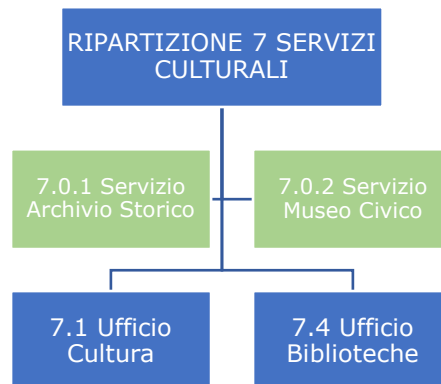 RIPARTIZIONE 7 SERVIZI
CULTURALI
7.0.1 Servizio
Archivio Storico
7.0.2 Servizio
Museo Civico
7.1 Ufficio
Cultura
7.4 Ufficio
Biblioteche